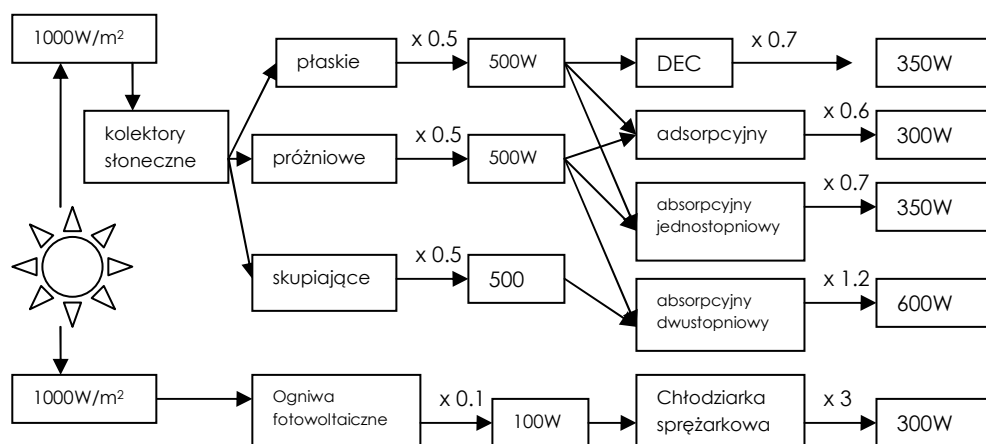 1000W/m²
kolektory
słoneczne
płaskie
x 0.5
500W
DEC
x 0.7
350W
próżniowe
x 0.5
500W
adsorpcyjny
x 0.6
300W
absorpcyjny
jednostopniowy
x 0.7
350W
skupiające
x 0.5
500
absorpcyjny
dwustopniowy
x 1.2
600W
1000W/m²
Ogniwa
fotowoltaiczne
x 0.1
100W
Chłodziarka
sprężarkowa
x 3
300W